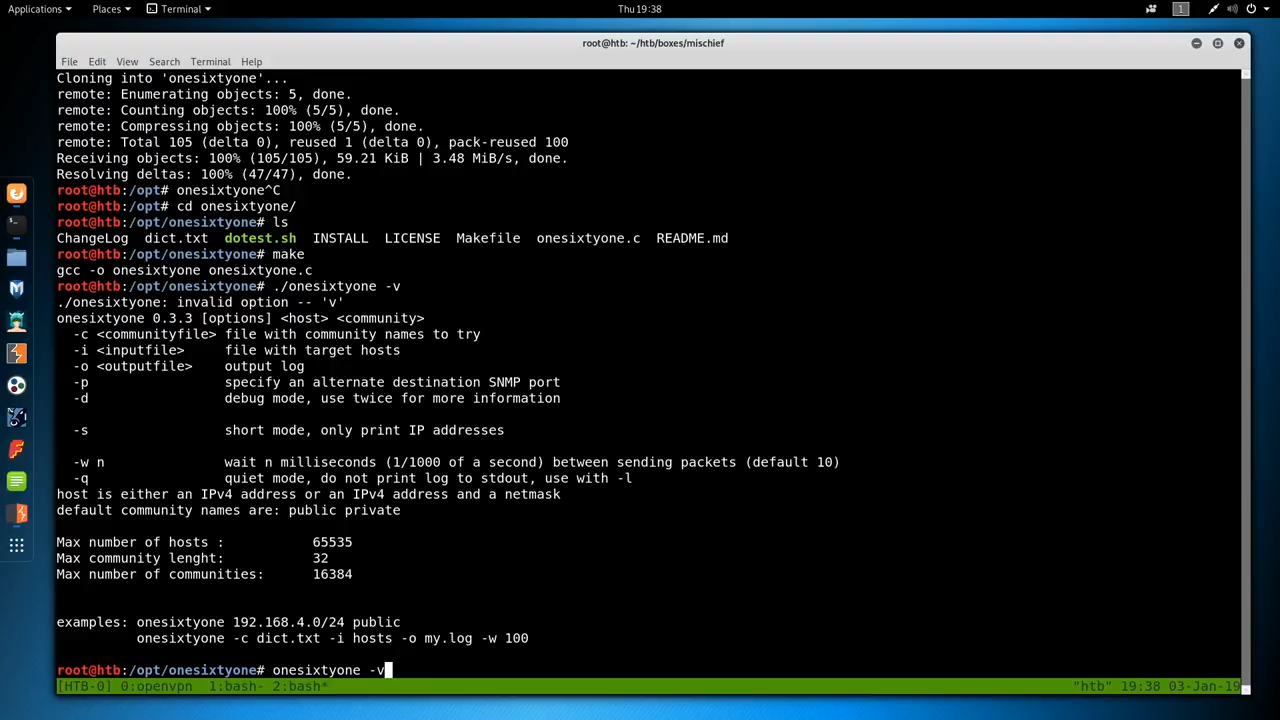 Applications Places Terminal Thu 19:38 1
root@htb: ~/htb/boxes/mischief
File Edit View Search Terminal Help
Cloning into 'onesixtyone'...
remote: Enumerating objects: 5, done.
remote: Counting objects: 100% (5/5), done.
remote: Compressing objects: 100% (5/5), done.
remote: Total 105 (delta 0), reused 1 (delta 0), pack-reused 100
Receiving objects: 100% (105/105), 59.21 KiB | 3.48 MiB/s, done.
Resolving deltas: 100% (47/47), done.
root@htb:/opt# onesixtyone^C
root@htb:/opt# cd onesixtyone/
root@htb:/opt/onesixtyone# ls
ChangeLog dict.txt dotest.sh INSTALL LICENSE Makefile onesixtyone.c README.md
root@htb:/opt/onesixtyone# make
gcc -o onesixtyone onesixtyone.c
root@htb:/opt/onesixtyone# ./onesixtyone -v
./onesixtyone: invalid option -- 'v'
onesixtyone 0.3.3 [options] <host> <community>
-c <communityfile> file with community names to try
-i <inputfile> file with target hosts
-o <outputfile> output log
-p specify an alternate destination SNMP port
-d debug mode, use twice for more information
-s short mode, only print IP addresses
-w n wait n milliseconds (1/1000 of a second) between sending packets (default 10)
-q quiet mode, do not print log to stdout, use with -l
host is either an IPv4 address or an IPv4 address and a netmask
default community names are: public private
Max number of hosts : 65535
Max community lenght: 32
Max number of communities: 16384
examples: onesixtyone 192.168.4.0/24 public
onesixtyone -c dict.txt -i hosts -o my.log -w 100
root@htb:/opt/onesixtyone# onesixtyone -v
[HTB-0] 0:openvpn 1:bash- 2:bash* "htb" 19:38 03-Jan-19